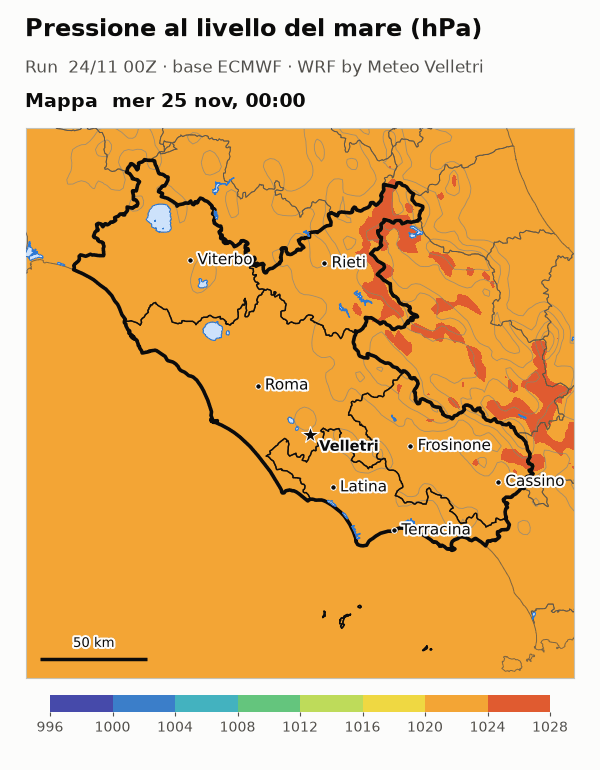 Pressione al livello del mare (hPa)
Run  24/11 00Z · base ECMWF · WRF by Meteo Velletri
Mappa  mer 25 nov, 00:00
Viterbo
Rieti
Roma
Velletri
Frosinone
Latina
Cassino
Terracina
50 km
996 1000 1004 1008 1012 1016 1020 1024 1028